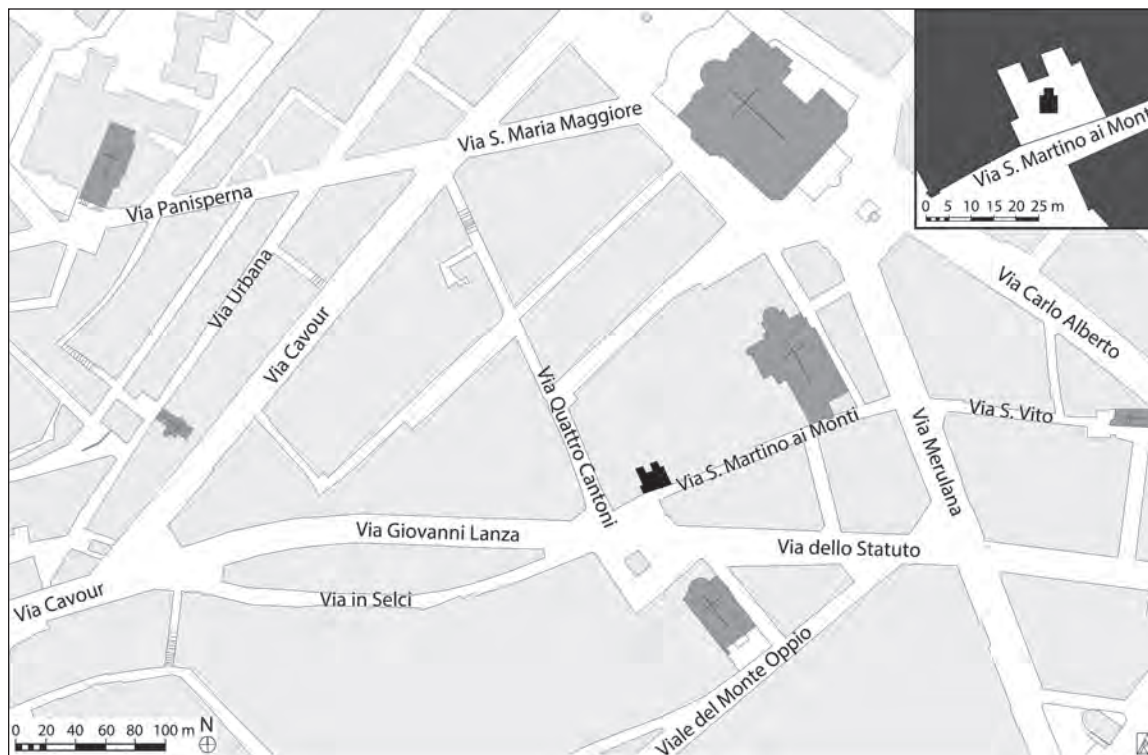 Via S. Maria Maggiore
Via Panisperna
Via Urbana
Via Cavour
Via Quattro Cantoni
Via S. Martino ai Monti
Via S. Martino ai Monti
0 5 10 15 20 25 m
Via Carlo Alberto
Via S. Vito
Via Merulana
Via Giovanni Lanza
Via dello Statuto
Via in Selci
Via Cavour
Viale del Monte Oppio
0 20 40 60 80 100 m
N